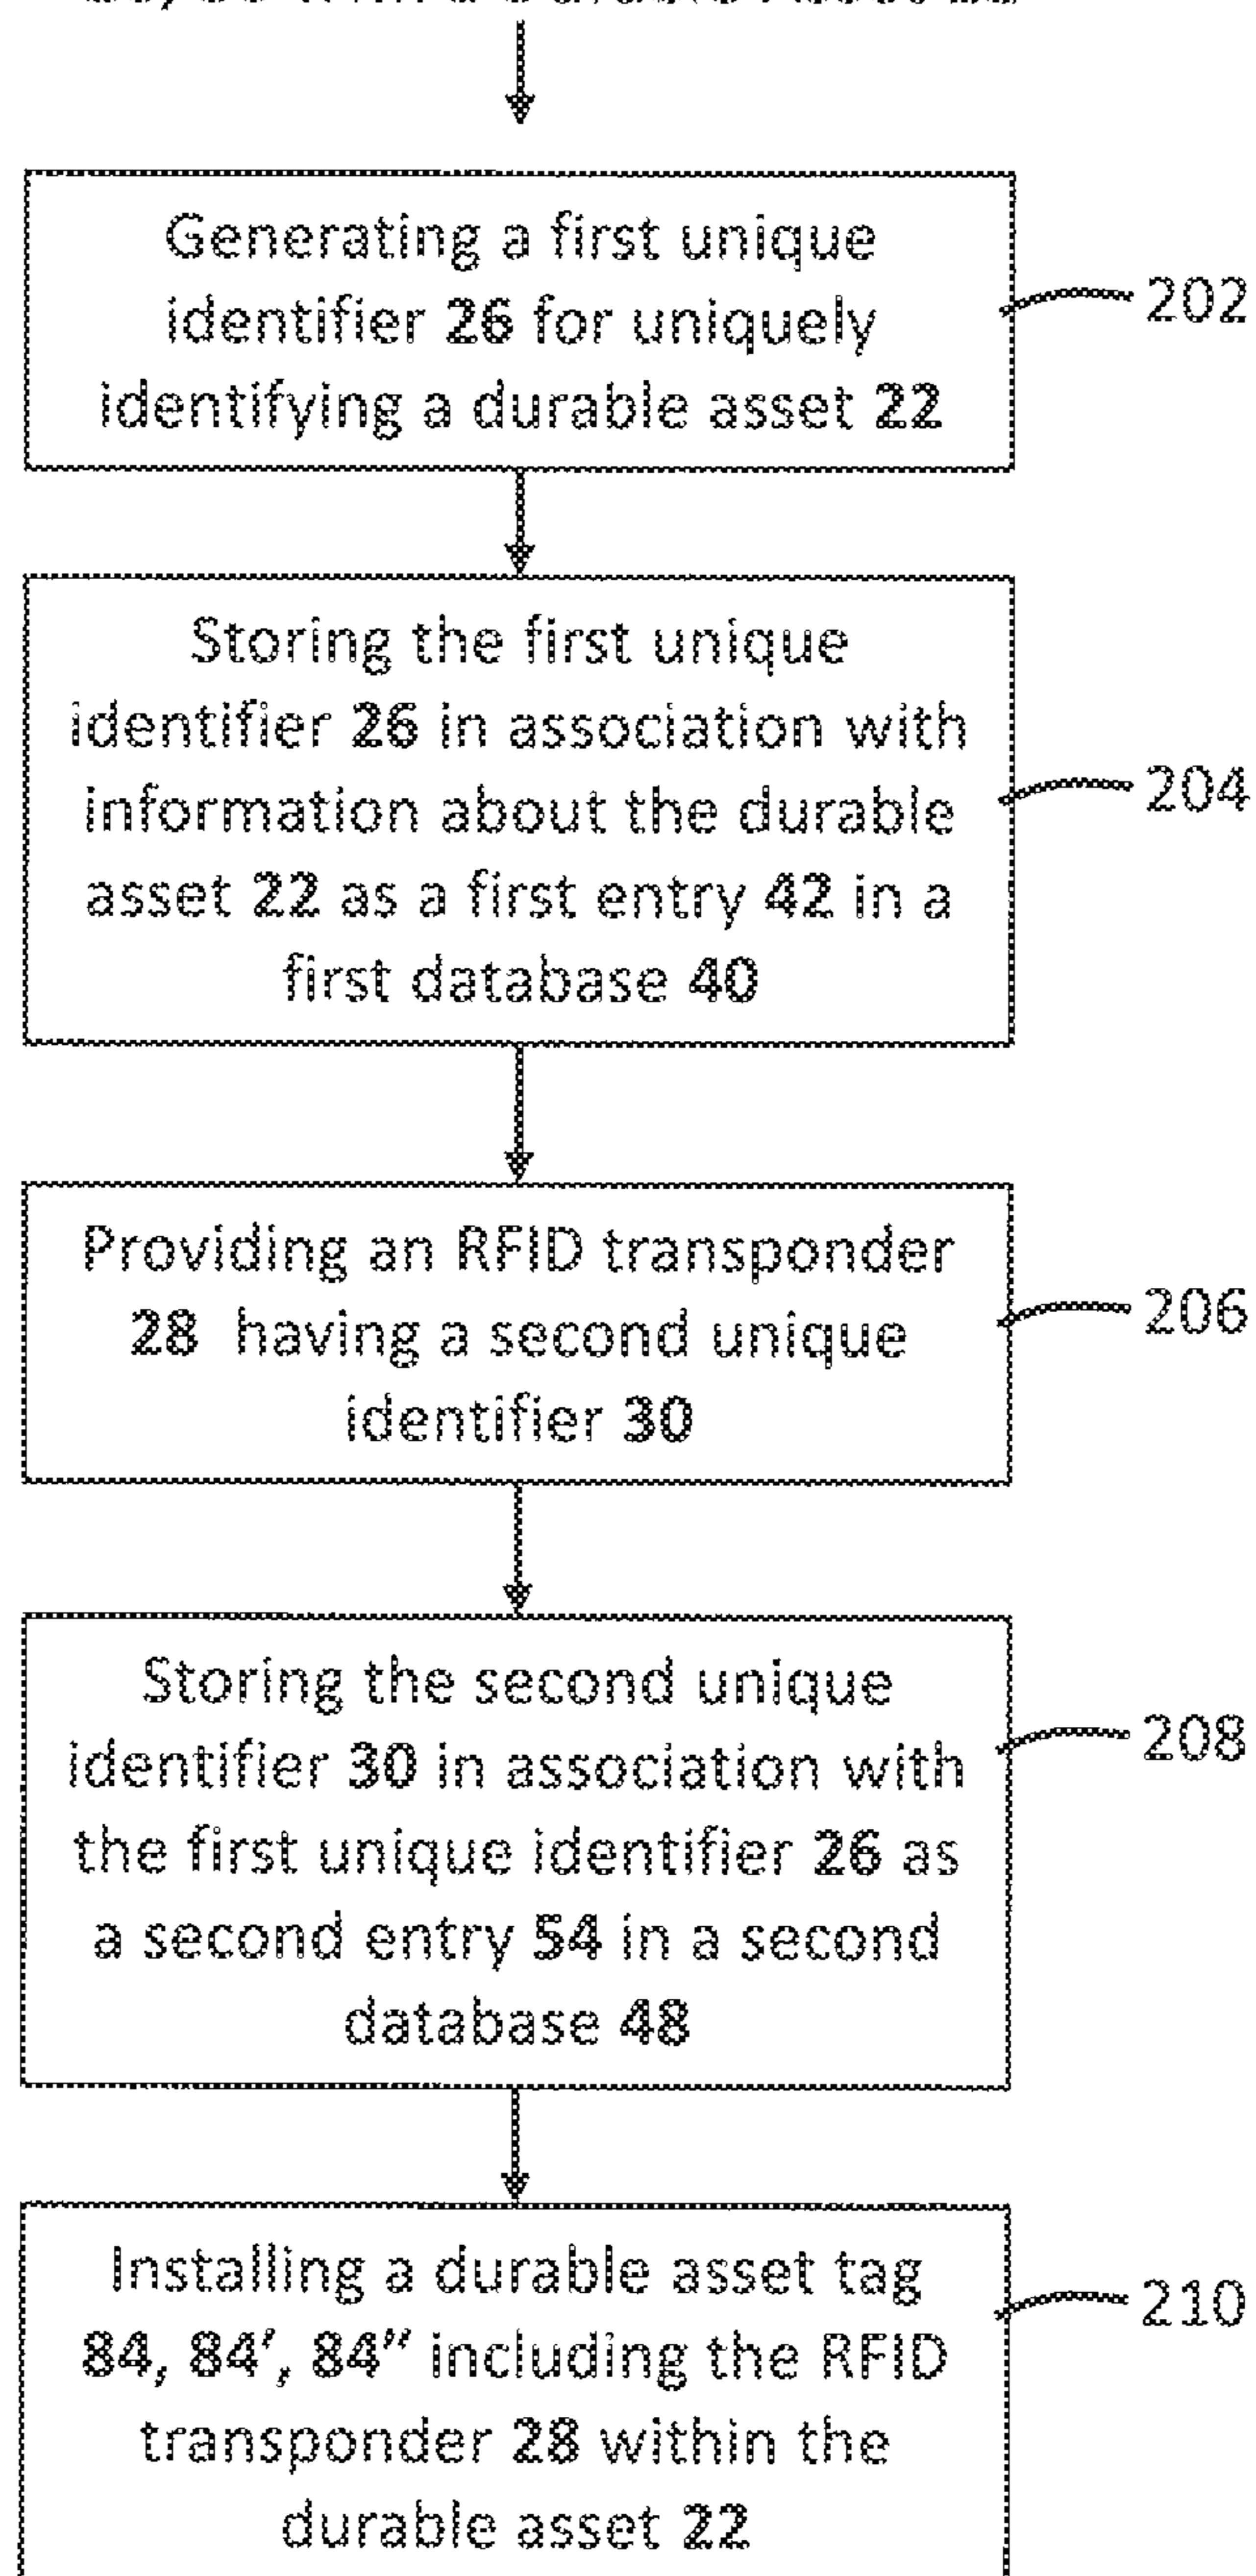 Generating a first unique
identifier 26 for uniquely
identifying a durable asset 22
202
Storing the first unique
identifier 26 in association with
information about the durable
asset 22 as a first entry 42 in a
first database 40
204
Providing an RFID transponder
28 having a second unique
identifier 30
206
Storing the second unique
identifier 30 in association with
the first unique identifier 26 as
a second entry 54 in a second
database 48
208
Installing a durable asset tag
84, 84′, 84″ including the RFID
transponder 28 within the
durable asset 22
210